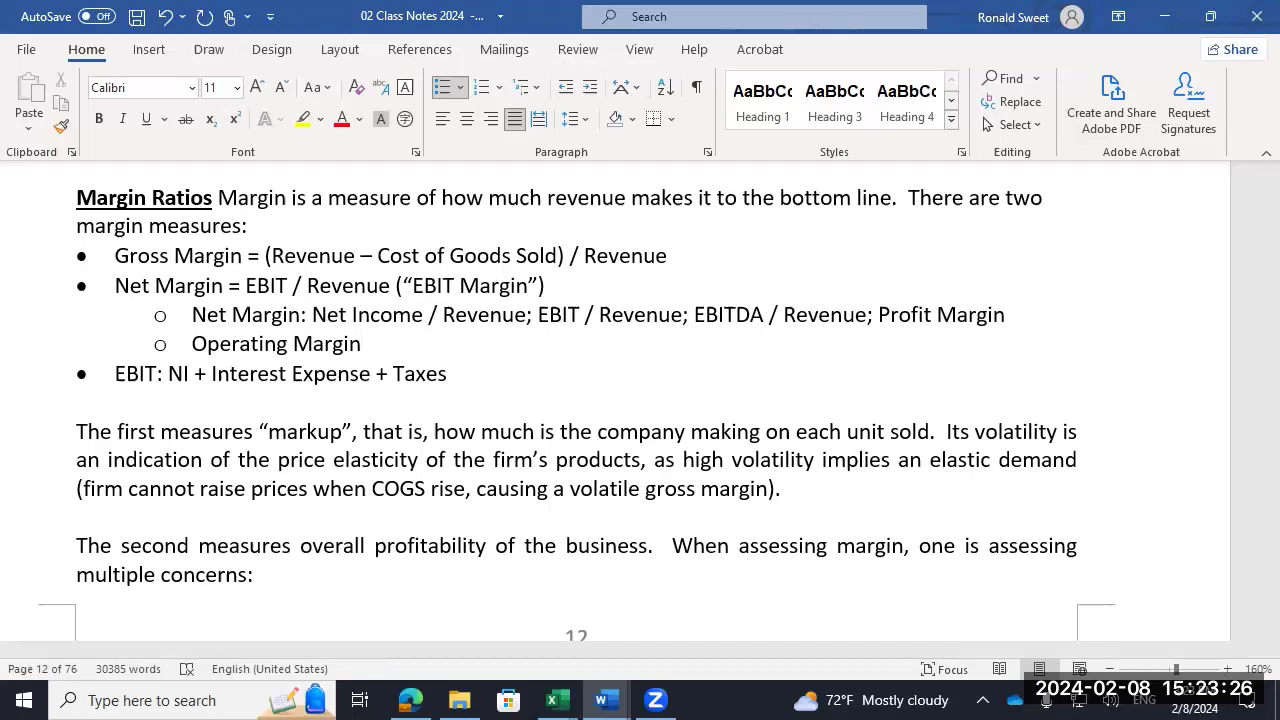 AutoSave Off 02 Class Notes 2024 -... Search Ronald Sweet
File Home Insert Draw Design Layout References Mailings Review View Help Acrobat Share
Paste
Calibri 11
AaBbCc AaBbCc AaBbCc
Heading 1 Heading 3 Heading 4
Find
Replace
Select
Create and Share Adobe PDF
Request Signatures
Clipboard Font Paragraph Styles Editing Adobe Acrobat
Margin Ratios Margin is a measure of how much revenue makes it to the bottom line. There are two
margin measures:
• Gross Margin = (Revenue – Cost of Goods Sold) / Revenue
• Net Margin = EBIT / Revenue (“EBIT Margin”)
o Net Margin: Net Income / Revenue; EBIT / Revenue; EBITDA / Revenue; Profit Margin
o Operating Margin
• EBIT: NI + Interest Expense + Taxes
The first measures “markup”, that is, how much is the company making on each unit sold. Its volatility is
an indication of the price elasticity of the firm’s products, as high volatility implies an elastic demand
(firm cannot raise prices when COGS rise, causing a volatile gross margin).
The second measures overall profitability of the business. When assessing margin, one is assessing
multiple concerns:
12
Page 12 of 76 30385 words English (United States) Focus 160%
Type here to search 72°F Mostly cloudy ENG
2024-02-08 15:23:26
2/8/2024